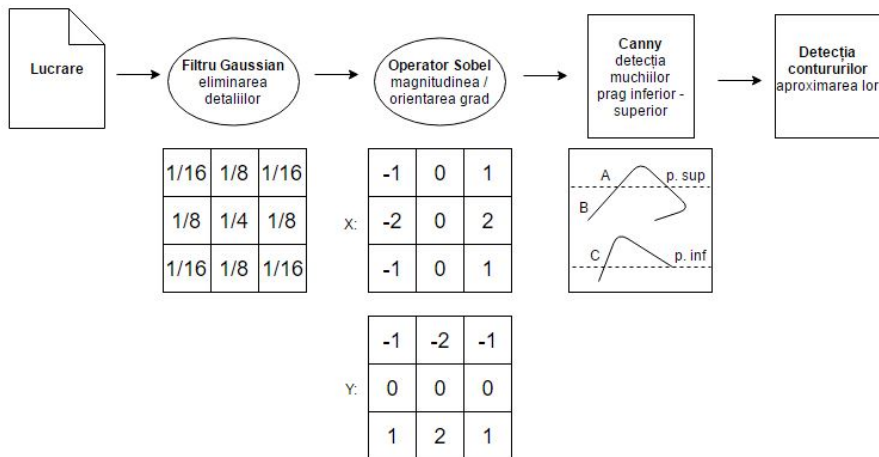 Lucrare
Filtru Gaussian
eliminarea
detaliilor
Operator Sobel
magnitudinea /
orientarea grad
Canny
detecția
muchiilor
prag inferior -
superior
Detecția
contururilor
aproximarea lor
1/16 1/8 1/16
1/8 1/4 1/8
1/16 1/8 1/16
X:
-1 0 1
-2 0 2
-1 0 1
A
p. sup
B
C
p. inf
Y:
-1 -2 -1
0 0 0
1 2 1